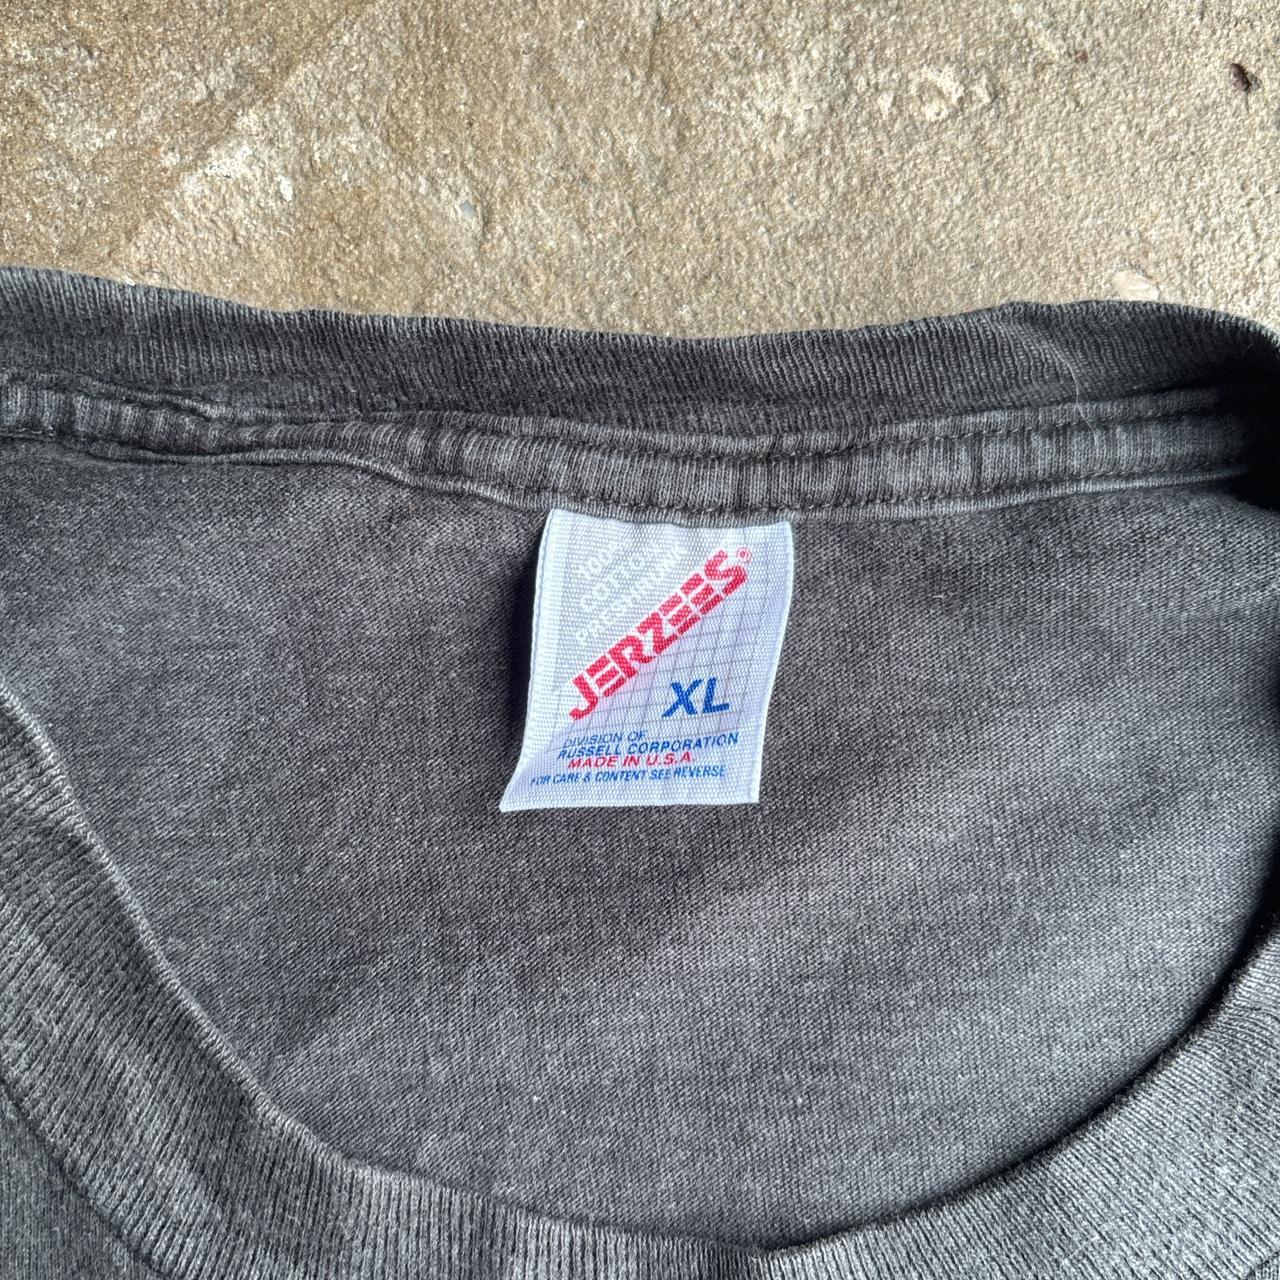 100%
COTTON
PRESHRUNK
JERZEES®
XL
DIVISION OF
RUSSELL CORPORATION
MADE IN U.S.A.
FOR CARE & CONTENT SEE REVERSE